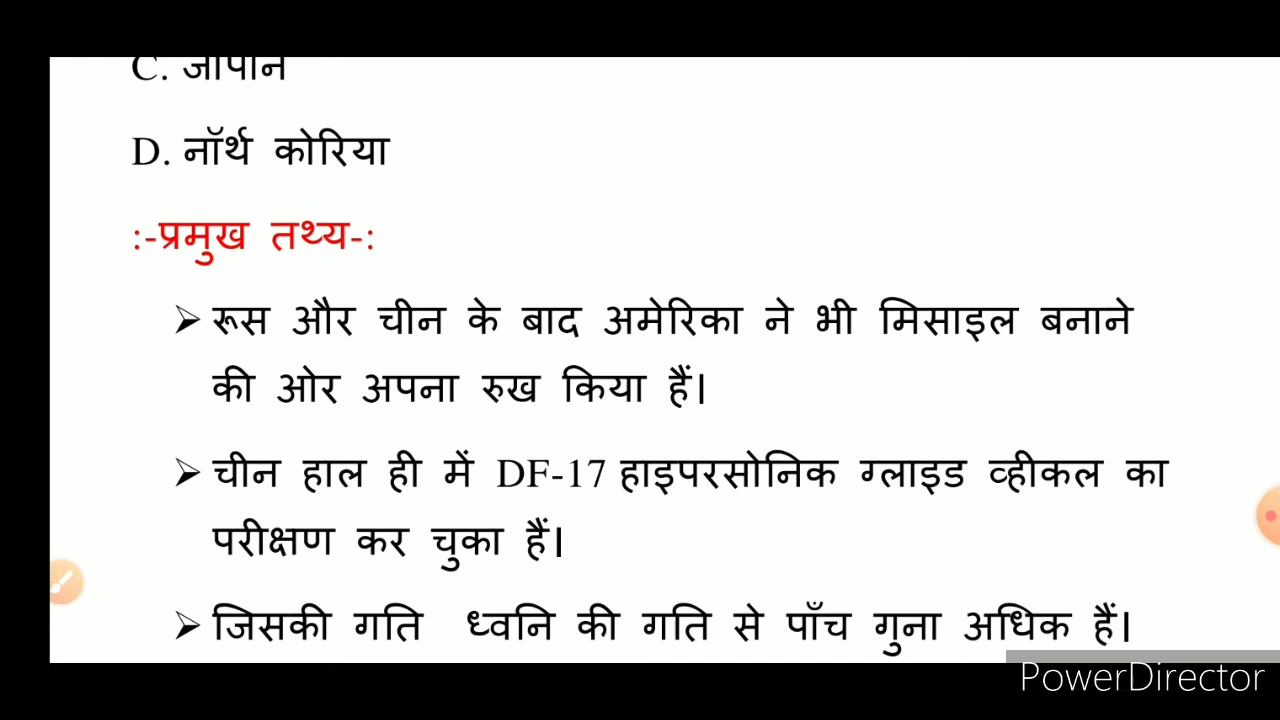 C. जापान
D. नॉर्थ कोरिया
:-प्रमुख तथ्य-:
➢ रूस और चीन के बाद अमेरिका ने भी मिसाइल बनाने
की ओर अपना रुख किया हैं।
➢ चीन हाल ही में DF-17 हाइपरसोनिक ग्लाइड व्हीकल का
परीक्षण कर चुका हैं।
➢ जिसकी गति ध्वनि की गति से पाँच गुना अधिक हैं।
PowerDirector